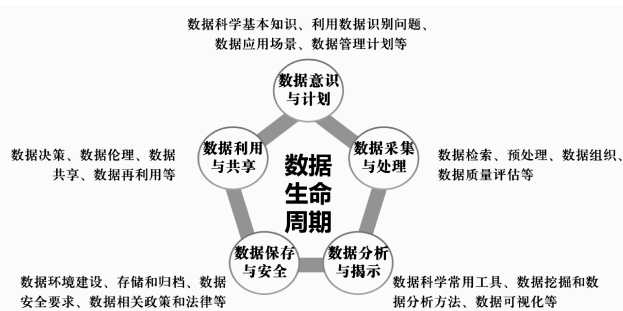 数据科学基本知识、利用数据识别问题、
数据应用场景、数据管理计划等
数据意识
与计划
数据决策、数据伦理、数据
共享、数据再利用等
数据利用
与共享
数据
生命
周期
数据采集
与处理
数据检索、预处理、数据组织、
数据质量评估等
数据保存
与安全
数据分析
与揭示
数据环境建设、存储和归档、数据
安全要求、数据相关政策和法律等
数据科学常用工具、数据挖掘和数
据分析方法、数据可视化等